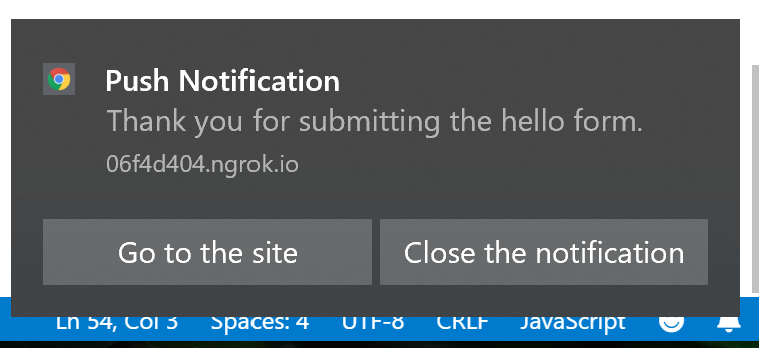 Push Notification
Thank you for submitting the hello form.
06f4d404.ngrok.io
Go to the site Close the notification
Ln 54, Col 3 Spaces: 4 UTF-8 CRLF JavaScript